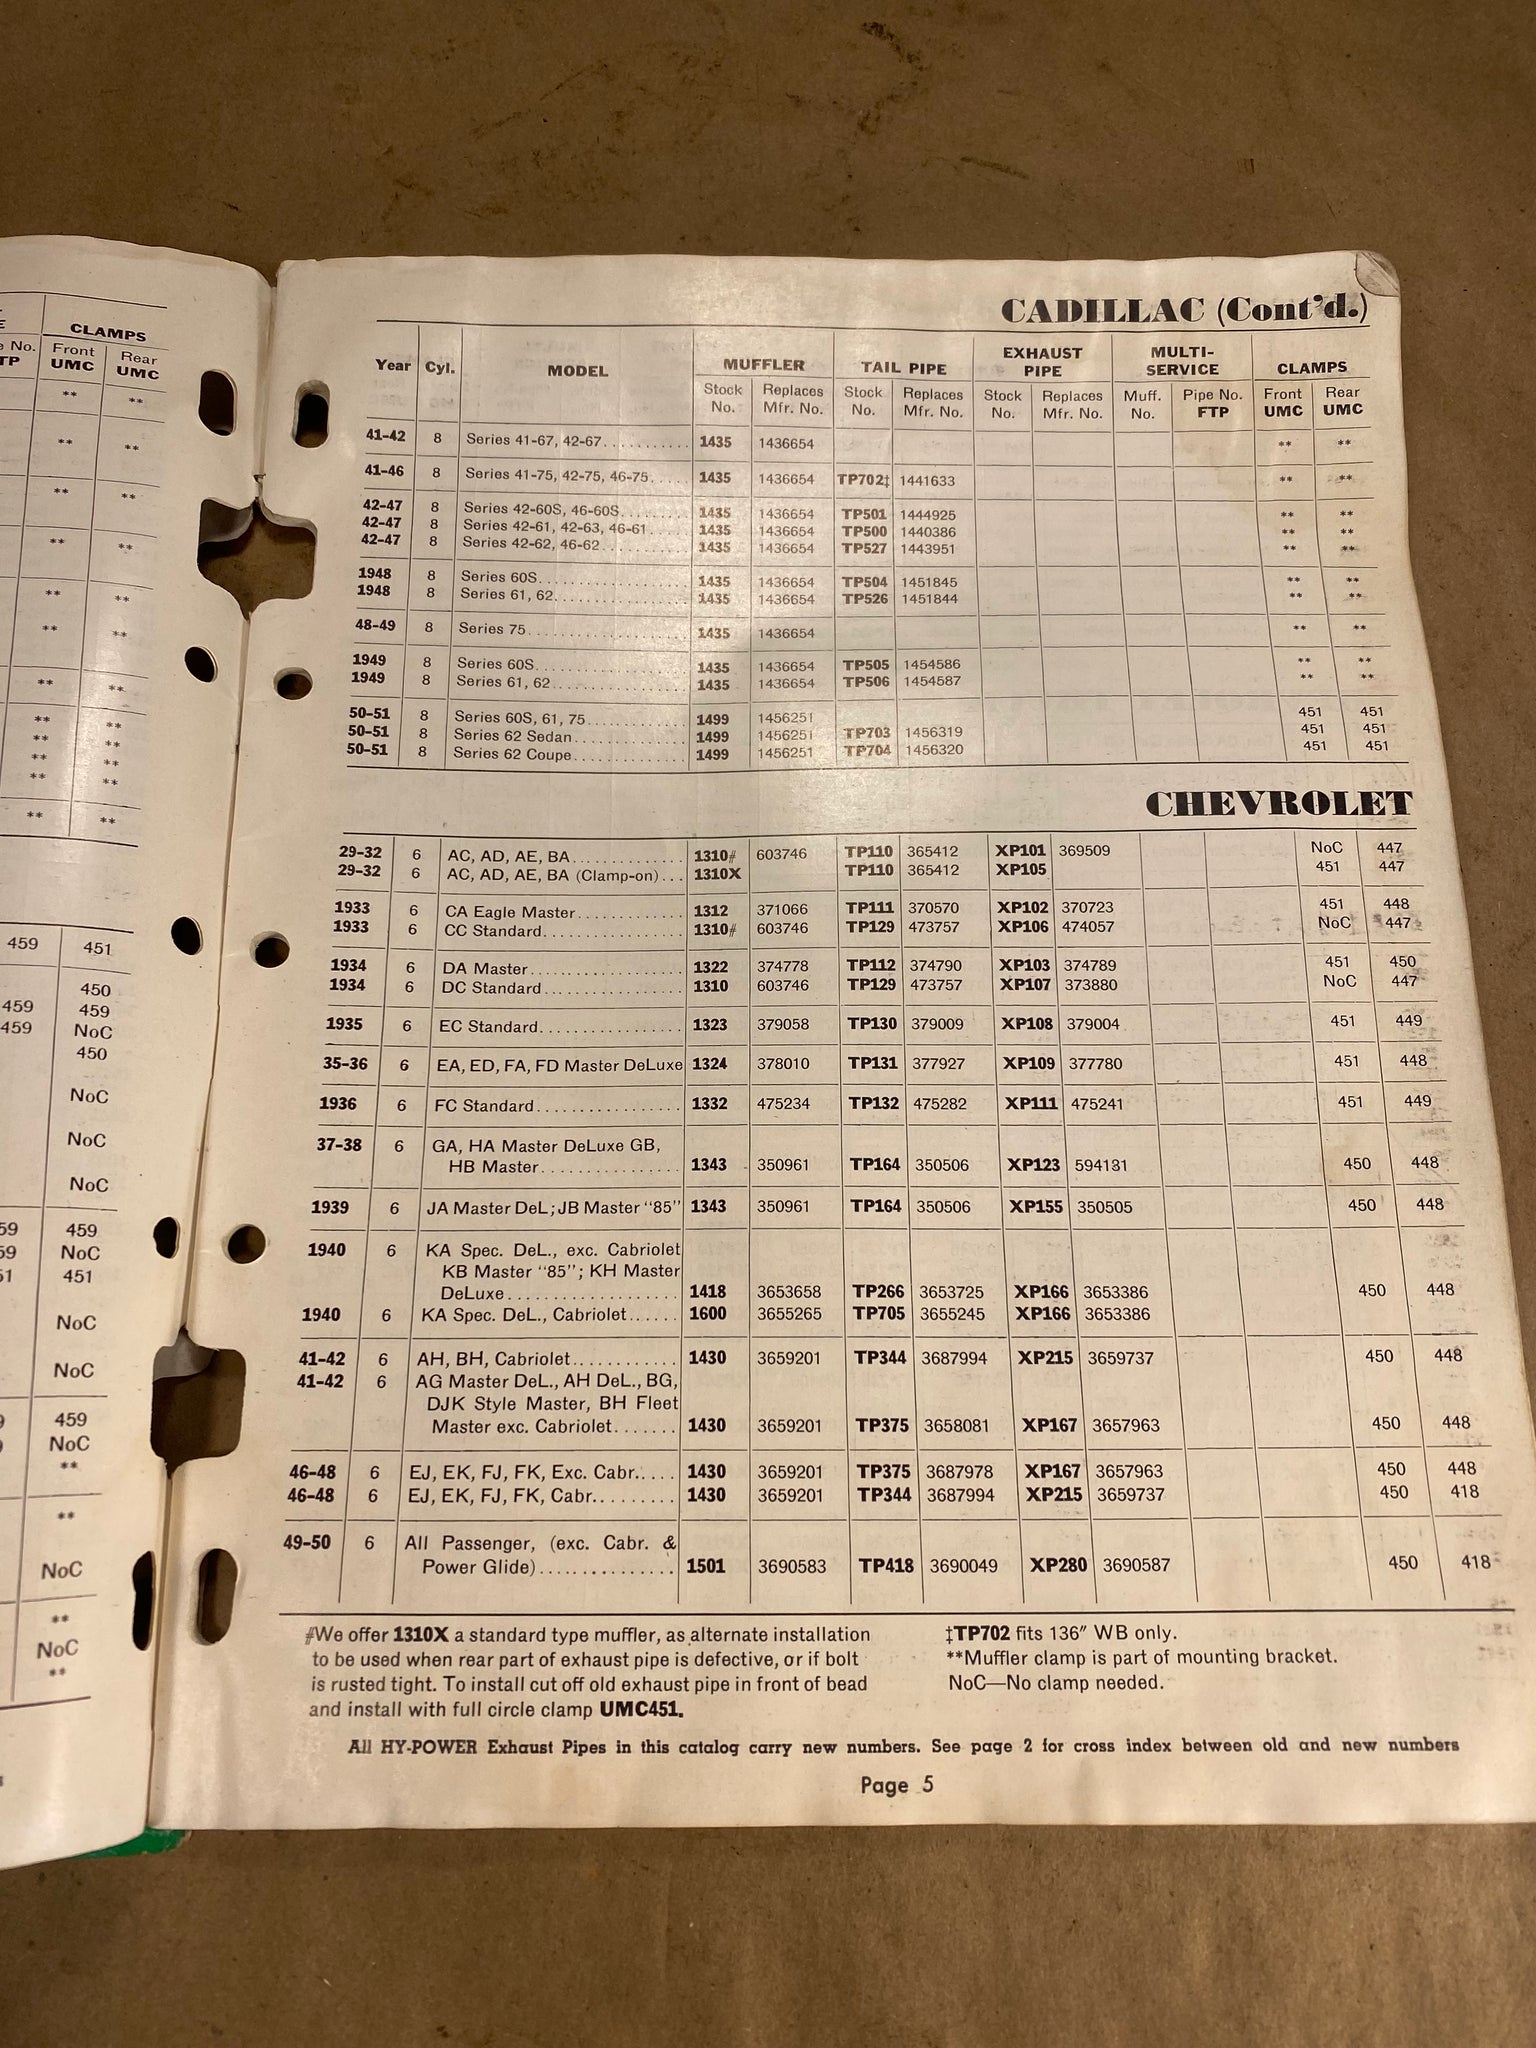 E
CLAMPS
e No. Front Rear
TP UMC UMC
** **
** **
** **
** **
** **
** **
** **
** **
** **
** **
** **
** **
459 451
450
459 459
459 NoC
450
NoC
NoC
NoC
59 459
59 NoC
51 451
NoC
NoC
9 459
9 NoC
**
**
NoC
**
NoC
**
CADILLAC (Cont'd.)
Year Cyl. MODEL MUFFLER TAIL PIPE EXHAUST PIPE MULTI-SERVICE CLAMPS
Stock No. Replaces Mfr. No. Stock No. Replaces Mfr. No. Stock No. Replaces Mfr. No. Muff. No. Pipe No. FTP Front UMC Rear UMC
41-42 8 Series 41-67, 42-67........... 1435 1436654 ** **
41-46 8 Series 41-75, 42-75, 46-75..... 1435 1436654 TP702‡ 1441633 ** **
42-47 8 Series 42-60S, 46-60S......... 1435 1436654 TP501 1444925 ** **
42-47 8 Series 42-61, 42-63, 46-61..... 1435 1436654 TP500 1440386 ** **
42-47 8 Series 42-62, 46-62........... 1435 1436654 TP527 1443951 ** **
1948 8 Series 60S................... 1435 1436654 TP504 1451845 ** **
1948 8 Series 61, 62................. 1435 1436654 TP526 1451844 ** **
48-49 8 Series 75.................... 1435 1436654 ** **
1949 8 Series 60S................... 1435 1436654 TP505 1454586 ** **
1949 8 Series 61, 62................. 1435 1436654 TP506 1454587 ** **
50-51 8 Series 60S, 61, 75............. 1499 1456251 451 451
50-51 8 Series 62 Sedan............... 1499 1456251 TP703 1456319 451 451
50-51 8 Series 62 Coupe............... 1499 1456251 TP704 1456320 451 451
CHEVROLET
29-32 6 AC, AD, AE, BA.............. 1310# 603746 TP110 365412 XP101 369509 NoC 447
29-32 6 AC, AD, AE, BA (Clamp-on)... 1310X TP110 365412 XP105 451 447
1933 6 CA Eagle Master............. 1312 371066 TP111 370570 XP102 370723 451 448
1933 6 CC Standard................. 1310# 603746 TP129 473757 XP106 474057 NoC 447
1934 6 DA Master................... 1322 374778 TP112 374790 XP103 374789 451 450
1934 6 DC Standard................. 1310 603746 TP129 473757 XP107 373880 NoC 447
1935 6 EC Standard................. 1323 379058 TP130 379009 XP108 379004 451 449
35-36 6 EA, ED, FA, FD Master DeLuxe 1324 378010 TP131 377927 XP109 377780 451 448
1936 6 FC Standard................. 1332 475234 TP132 475282 XP111 475241 451 449
37-38 6 GA, HA Master DeLuxe GB,
HB Master................. 1343 350961 TP164 350506 XP123 594131 450 448
1939 6 JA Master DeL; JB Master "85" 1343 350961 TP164 350506 XP155 350505 450 448
1940 6 KA Spec. DeL., exc. Cabriolet
KB Master "85"; KH Master
DeLuxe.................... 1418 3653658 TP266 3653725 XP166 3653386 450 448
1940 6 KA Spec. DeL., Cabriolet...... 1600 3655265 TP705 3655245 XP166 3653386
41-42 6 AH, BH, Cabriolet............ 1430 3659201 TP344 3687994 XP215 3659737 450 448
41-42 6 AG Master DeL., AH DeL., BG,
DJK Style Master, BH Fleet
Master exc. Cabriolet....... 1430 3659201 TP375 3658081 XP167 3657963 450 448
46-48 6 EJ, EK, FJ, FK, Exc. Cabr..... 1430 3659201 TP375 3687978 XP167 3657963 450 448
46-48 6 EJ, EK, FJ, FK, Cabr.......... 1430 3659201 TP344 3687994 XP215 3659737 450 418
49-50 6 All Passenger, (exc. Cabr. &
Power Glide)................ 1501 3690583 TP418 3690049 XP280 3690587 450 418
#We offer 1310X a standard type muffler, as alternate installation
to be used when rear part of exhaust pipe is defective, or if bolt
is rusted tight. To install cut off old exhaust pipe in front of bead
and install with full circle clamp UMC451.
‡TP702 fits 136" WB only.
**Muffler clamp is part of mounting bracket.
NoC—No clamp needed.
All HY-POWER Exhaust Pipes in this catalog carry new numbers. See page 2 for cross index between old and new numbers
Page 5